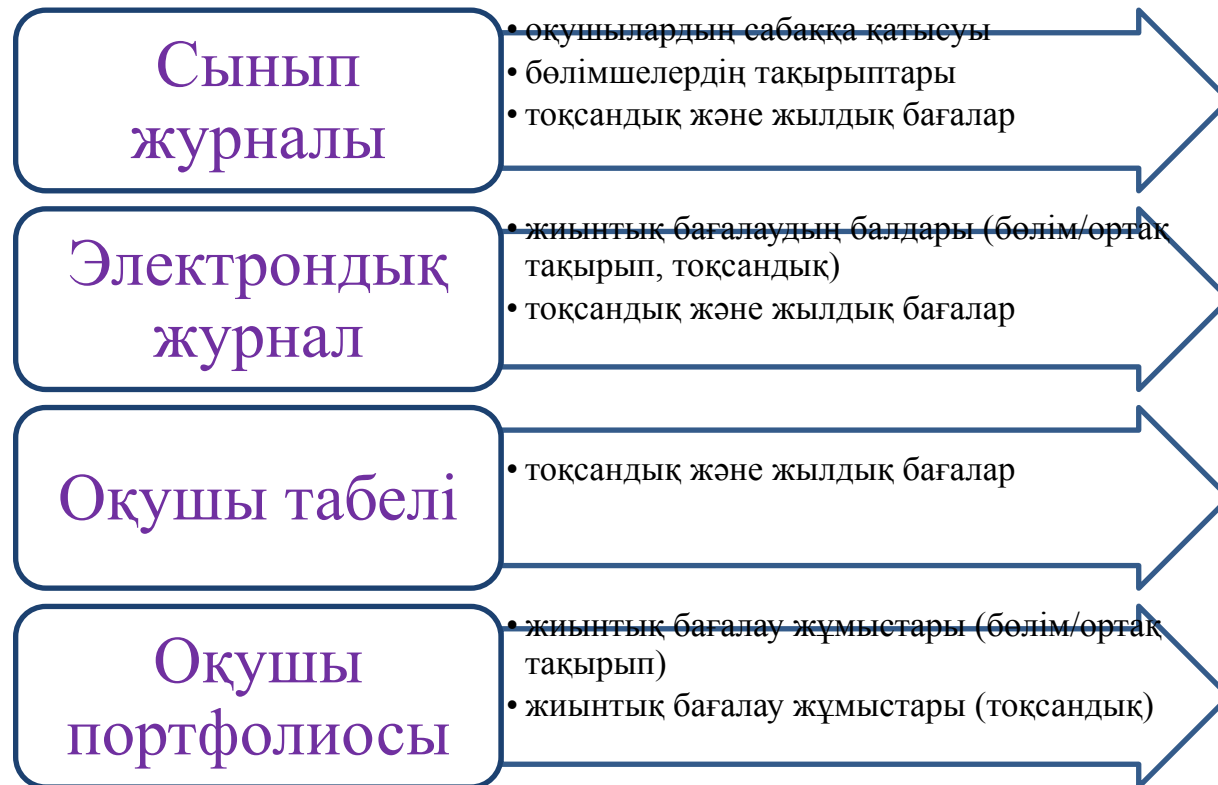 Сынып
журналы
• оқушылардың сабаққа қатысуы
• бөлімшелердің тақырыптары
• тоқсандық және жылдық бағалар
Электрондық
журнал
• жиынтық бағалаудың балдары (бөлім/ортақ
тақырып, тоқсандық)
• тоқсандық және жылдық бағалар
Оқушы табелі
• тоқсандық және жылдық бағалар
Оқушы
портфолиосы
• жиынтық бағалау жұмыстары (бөлім/ортақ
тақырып)
• жиынтық бағалау жұмыстары (тоқсандық)